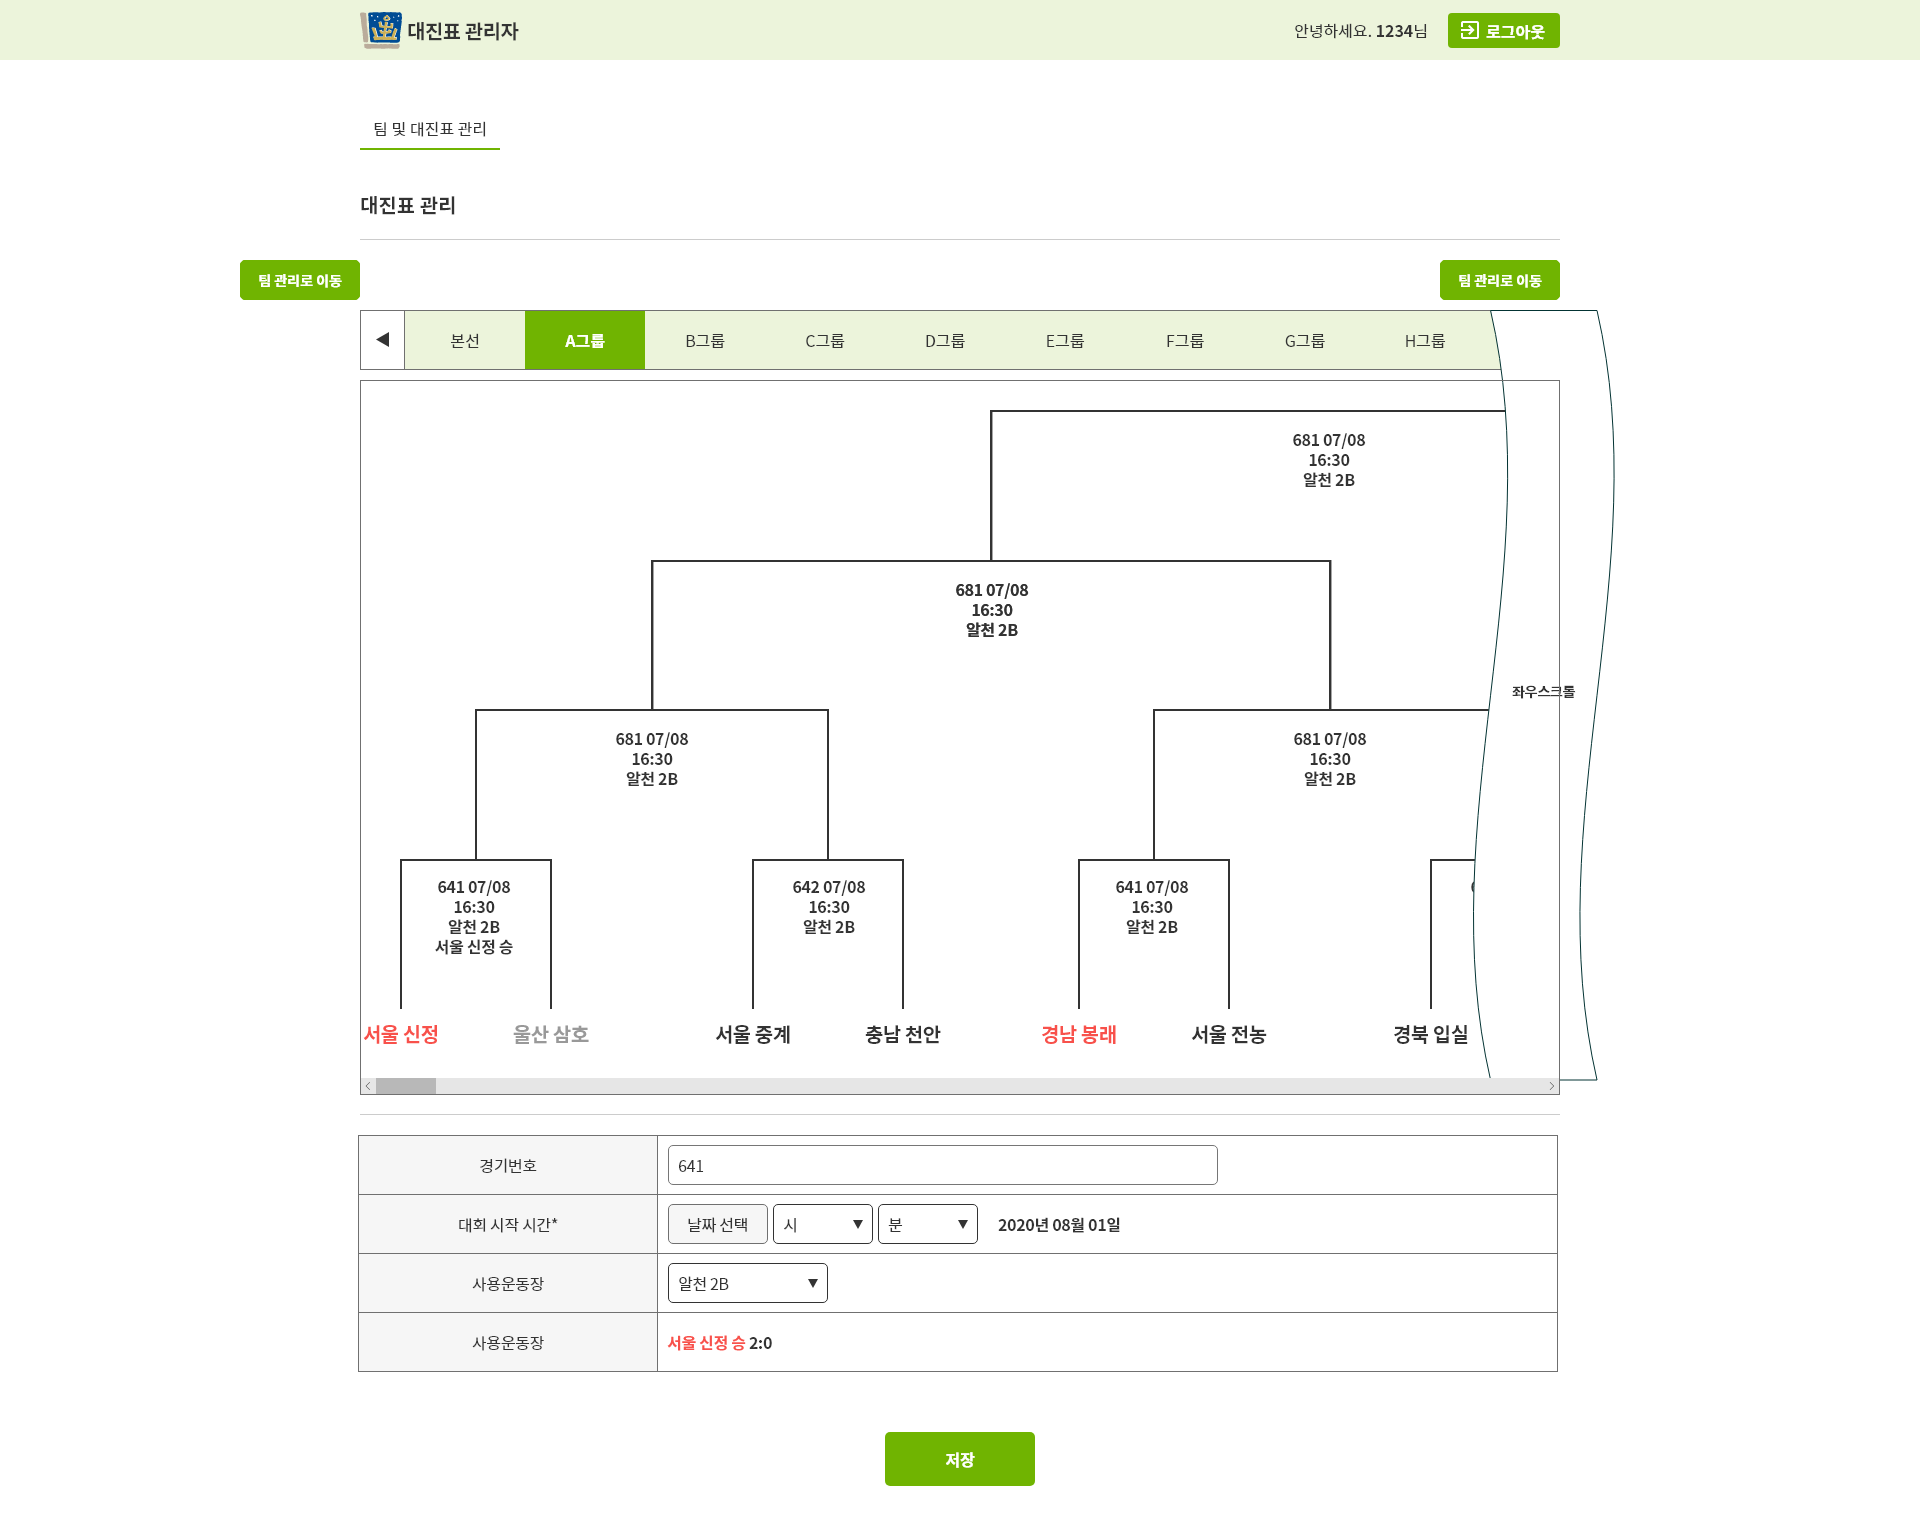 대진표 관리자
안녕하세요. 1234님
로그아웃
팀 및 대진표 관리
대진표 관리
팀 관리로 이동
팀 관리로 이동
본선
A그룹
B그룹
C그룹
D그룹
E그룹
F그룹
G그룹
H그룹
681 07/08
16:30
알천 2B
681 07/08
16:30
알천 2B
좌우스크롤
681 07/08
16:30
알천 2B
681 07/08
16:30
알천 2B
641 07/08
16:30
알천 2B
서울 신정 승
642 07/08
16:30
알천 2B
641 07/08
16:30
알천 2B
서울 신정
울산 삼호
서울 중계
충남 천안
경남 봉래
서울 전농
경북 입실
경기번호
641
대회 시작 시간*
날짜 선택
시
분
2020년 08월 01일
사용운동장
알천 2B
사용운동장
서울 신정 승 2:0
저장